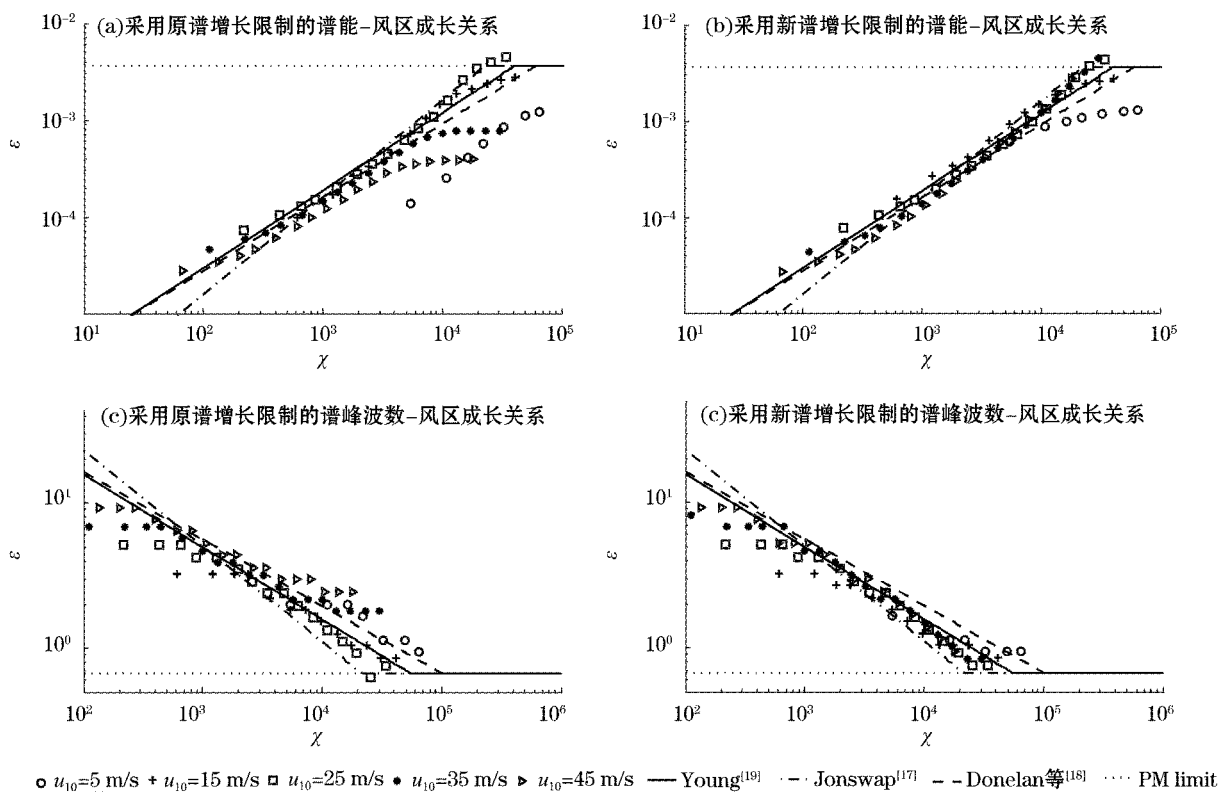 (a)采用原谱增长限制的谱能–风区成长关系
10⁻²
10⁻³
10⁻⁴
ε
10¹ 10² 10³ 10⁴ 10⁵
χ
(b)采用新谱增长限制的谱能–风区成长关系
10⁻²
10⁻³
10⁻⁴
ε
10¹ 10² 10³ 10⁴ 10⁵
χ
(c)采用原谱增长限制的谱峰波数–风区成长关系
10¹
10⁰
ε
10² 10³ 10⁴ 10⁵ 10⁶
χ
(c)采用新谱增长限制的谱峰波数–风区成长关系
10¹
10⁰
ε
10² 10³ 10⁴ 10⁵ 10⁶
χ
u₁₀=5 m/s u₁₀=15 m/s u₁₀=25 m/s u₁₀=35 m/s u₁₀=45 m/s Young[19] Jonswap[17] Donelan等[18] PM limit